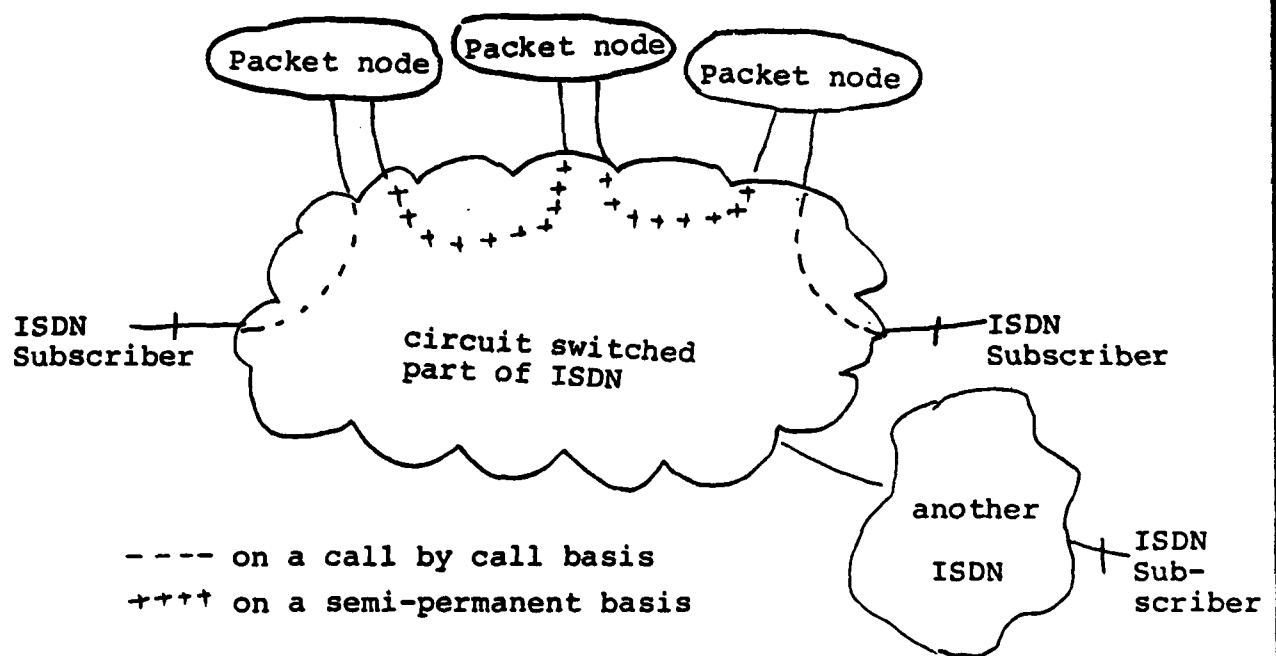 Packet node
Packet node
Packet node
ISDN
Subscriber
circuit switched
part of ISDN
ISDN
Subscriber
another
ISDN
ISDN
Sub-
scriber
---- on a call by call basis
++++ on a semi-permanent basis